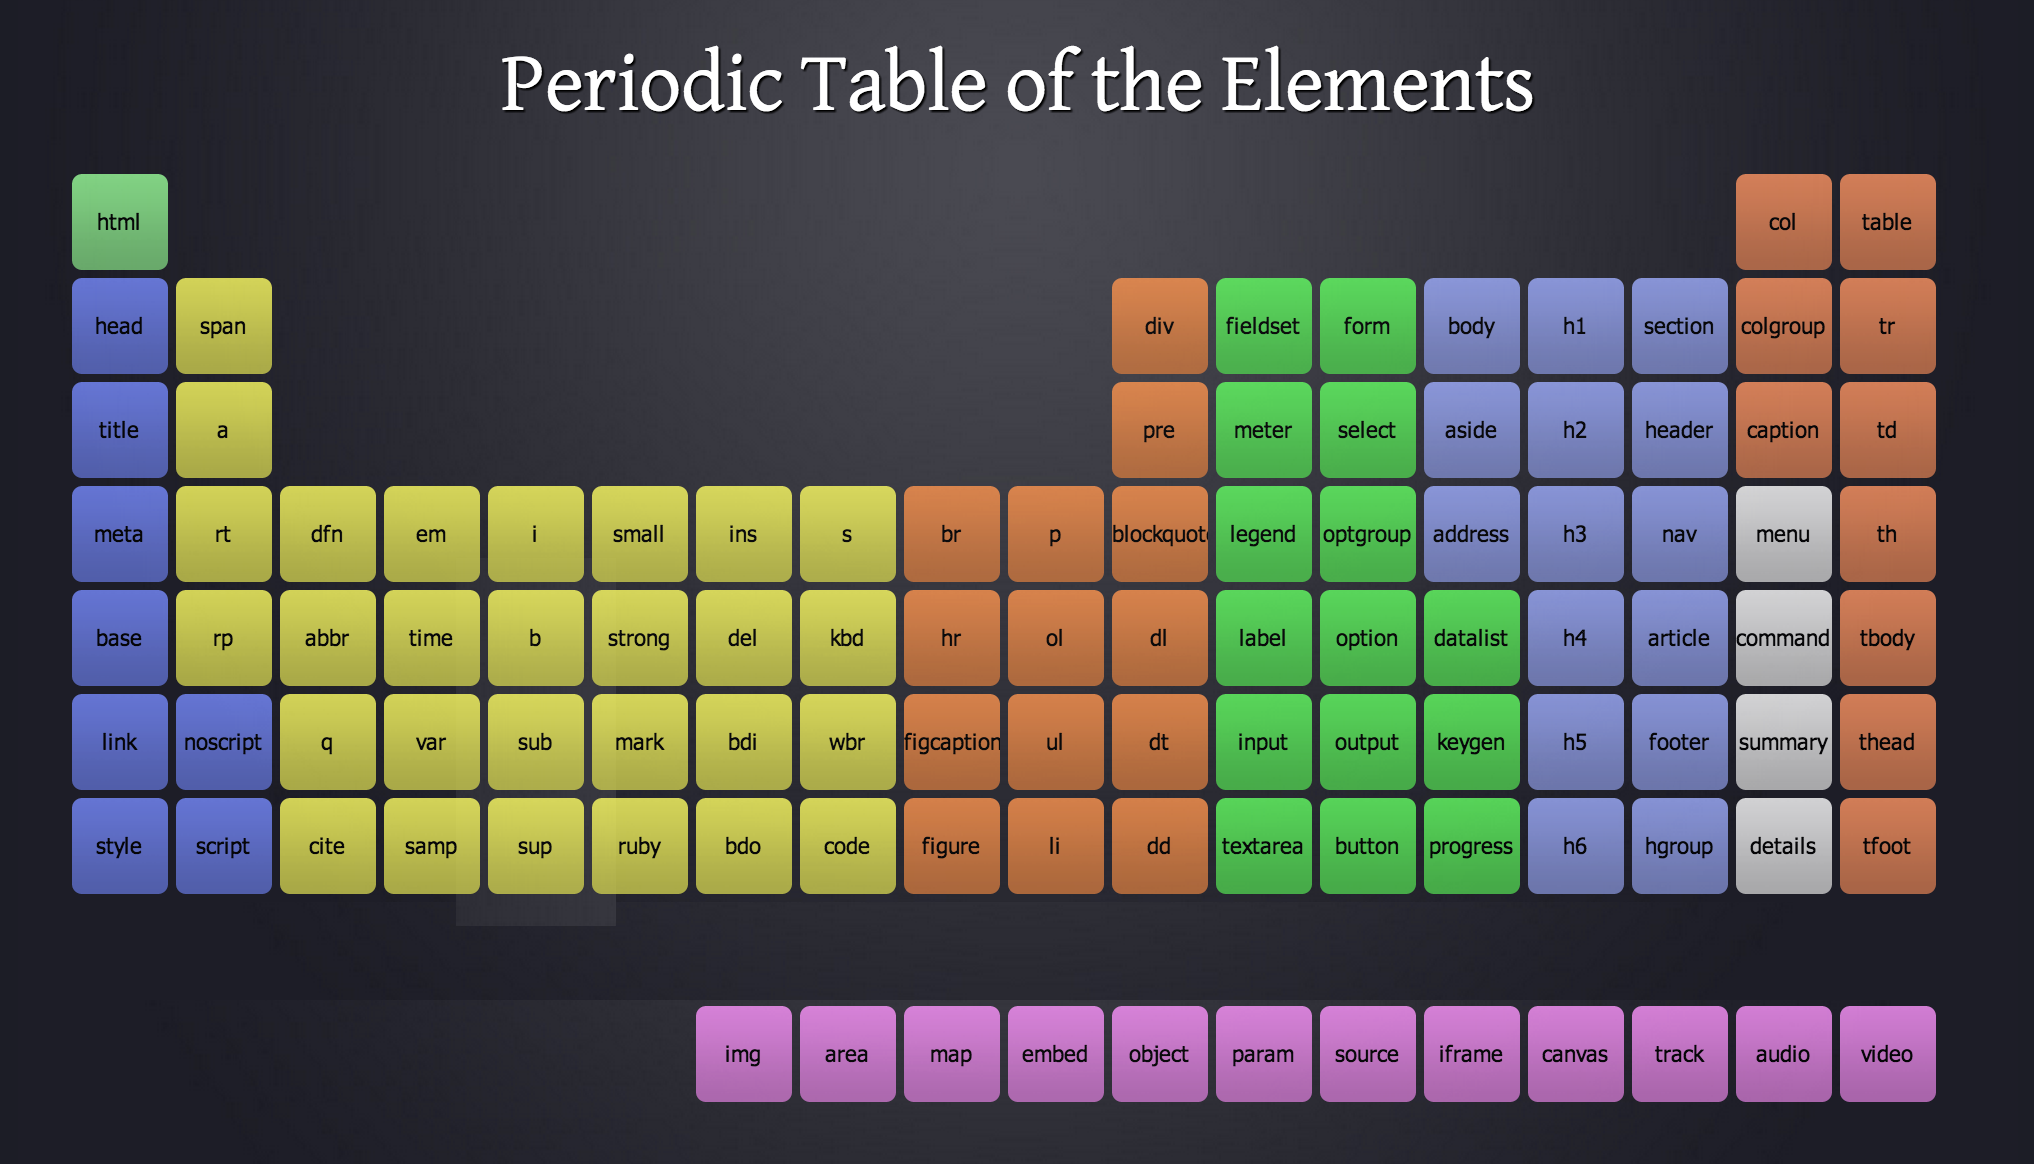 Periodic Table of the Elements
html col table
head span div fieldset form body h1 section colgroup tr
title a pre meter select aside h2 header caption td
meta rt dfn em i small ins s br p blockquot legend optgroup address h3 nav menu th
base rp abbr time b strong del kbd hr ol dl label option datalist h4 article command tbody
link noscript q var sub mark bdi wbr figcaption ul dt input output keygen h5 footer summary thead
style script cite samp sup ruby bdo code figure li dd textarea button progress h6 hgroup details tfoot
img area map embed object param source iframe canvas track audio video